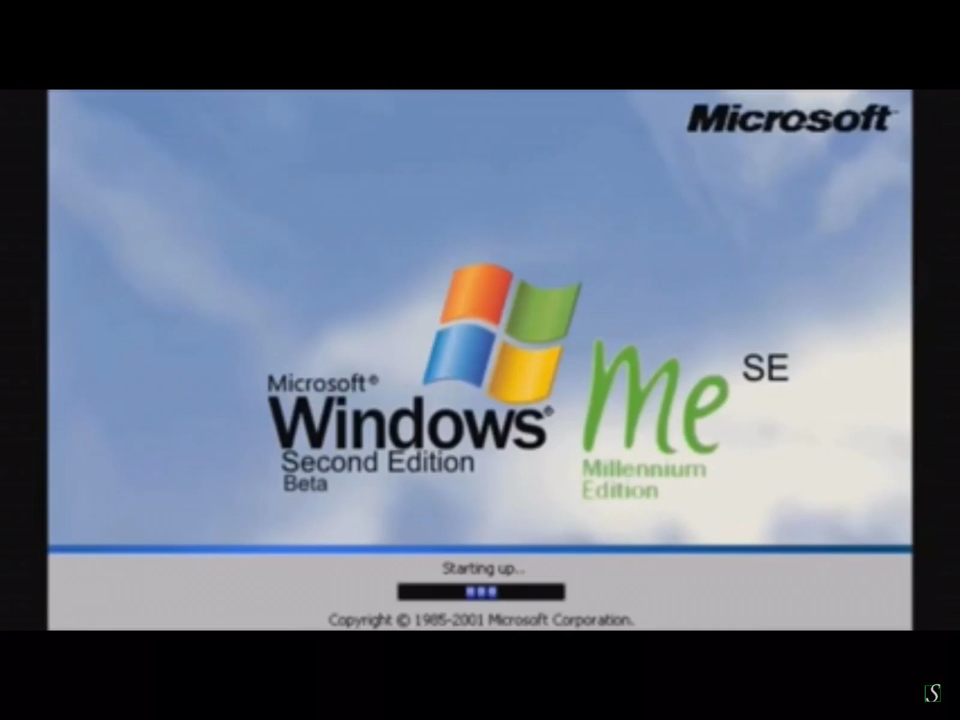 Microsoft
SE
Me
Microsoft®
Windows®
Second Edition
Beta
Millennium
Edition
Starting up...
Copyright © 1985-2001 Microsoft Corporation.
S